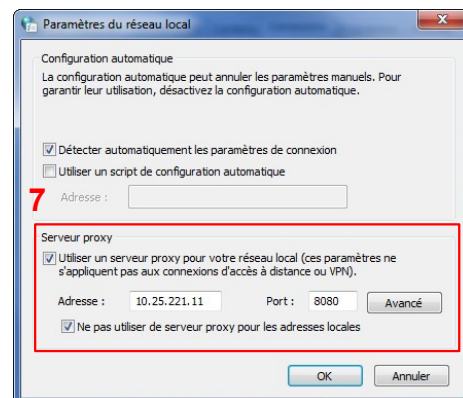 Paramètres du réseau local
Configuration automatique
La configuration automatique peut annuler les paramètres manuels. Pour
garantir leur utilisation, désactivez la configuration automatique.
Détecter automatiquement les paramètres de connexion
Utiliser un script de configuration automatique
7
Adresse :
Serveur proxy
Utiliser un serveur proxy pour votre réseau local (ces paramètres ne
s'appliquent pas aux connexions d'accès à distance ou VPN).
Adresse : 10.25.221.11 Port : 8080 Avancé
Ne pas utiliser de serveur proxy pour les adresses locales
OK Annuler